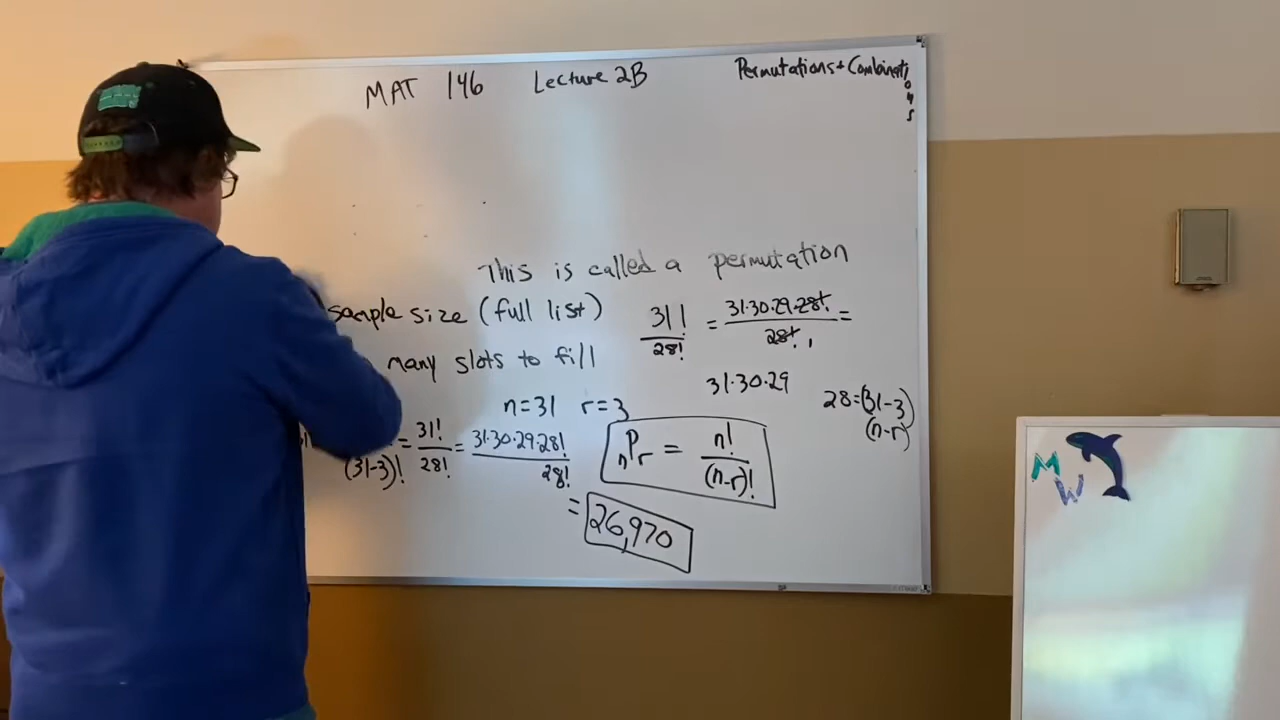 MAT 146 Lecture 2B Permutations + Combinations
This is called a permutation
sample size (full list)
many slots to fill
31! / 28! = 31·30·29·28! / 28! 1 =
31·30·29
28=(31-3)
(n-r)
n=31 r=3
(31-3)! = 31! / 28! = 31·30·29·28! / 28!
nPr = n! / (n-r)!
= 26,970
M
W